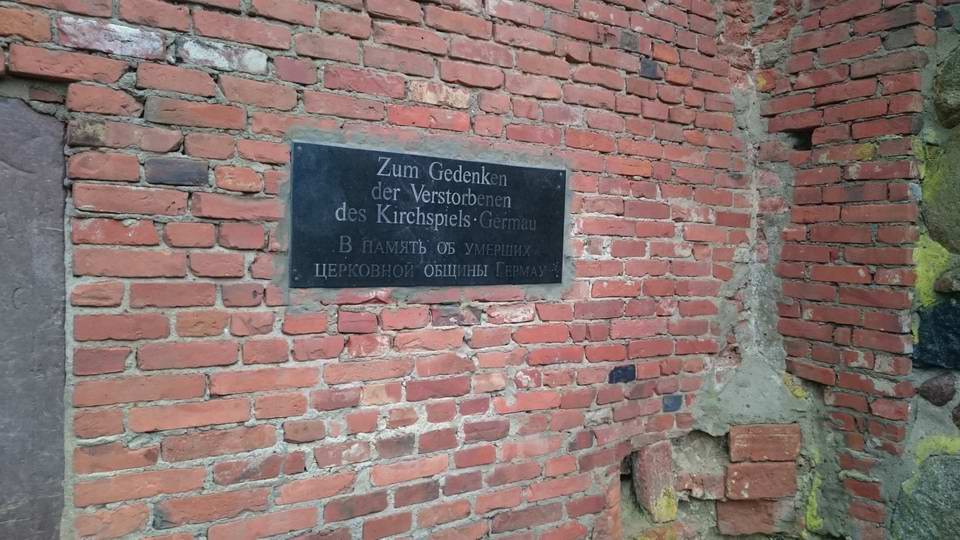 Zum Gedenken
der Verstorbenen
des Kirchspiels · Germau
В ПАМЯТЬ ОБ УМЕРШИХ
ЦЕРКОВНОЙ ОБЩИНЫ ГЕРМАУ